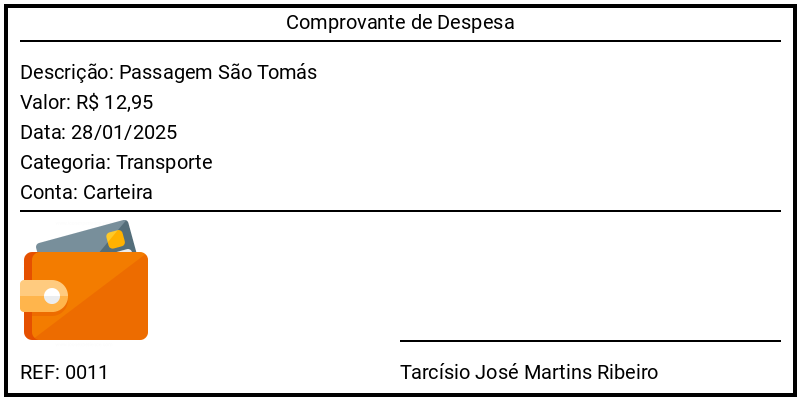 Comprovante de Despesa
Descrição: Passagem São Tomás
Valor: R$ 12,95
Data: 28/01/2025
Categoria: Transporte
Conta: Carteira
REF: 0011
Tarcísio José Martins Ribeiro